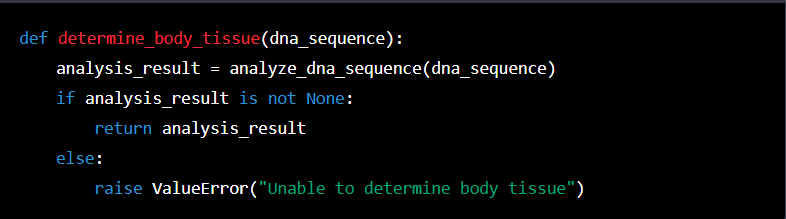 def determine_body_tissue(dna_sequence):
    analysis_result = analyze_dna_sequence(dna_sequence)
    if analysis_result is not None:
        return analysis_result
    else:
        raise ValueError("Unable to determine body tissue")